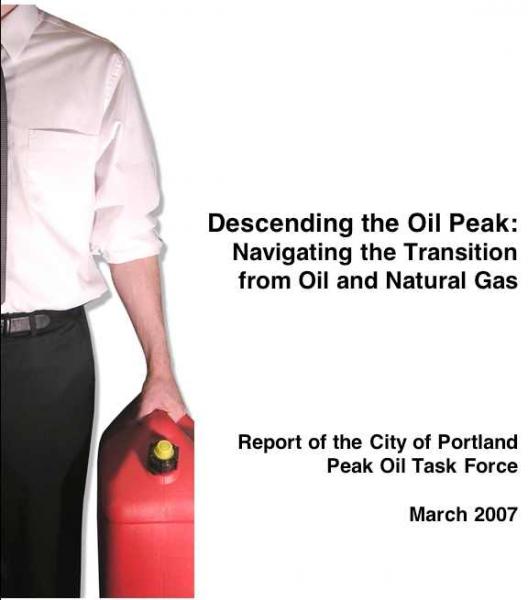 Descending the Oil Peak:
Navigating the Transition
from Oil and Natural Gas
Report of the City of Portland
Peak Oil Task Force
March 2007